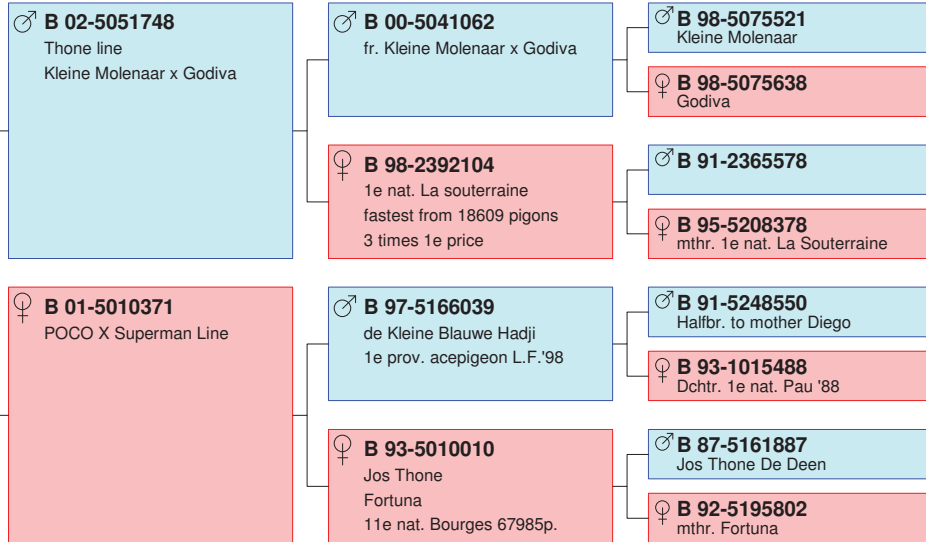 B 02-5051748
Thone line
Kleine Molenaar x Godiva
B 01-5010371
POCO X Superman Line
B 00-5041062
fr. Kleine Molenaar x Godiva
B 98-2392104
1e nat. La souterraine
fastest from 18609 pigons
3 times 1e price
B 97-5166039
de Kleine Blauwe Hadji
1e prov. acepigeon L.F.'98
B 93-5010010
Jos Thone
Fortuna
11e nat. Bourges 67985p.
B 98-5075521
Kleine Molenaar
B 98-5075638
Godiva
B 91-2365578
B 95-5208378
mthr. 1e nat. La Souterraine
B 91-5248550
Halfbr. to mother Diego
B 93-1015488
Dchtr. 1e nat. Pau '88
B 87-5161887
Jos Thone De Deen
B 92-5195802
mthr. Fortuna